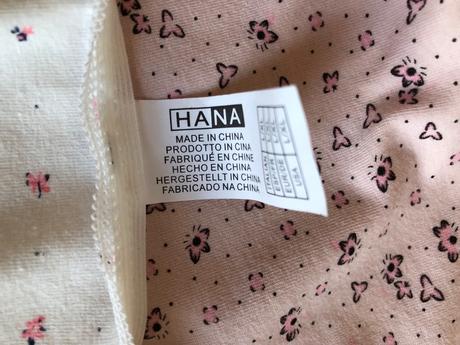 HANA
MADE IN CHINA
PRODOTTO IN CINA
FABRIQUÉ EN CHINE
HECHO EN CHINA
HERGESTELLT IN CHINA
FABRICADO NA CHINA
USA